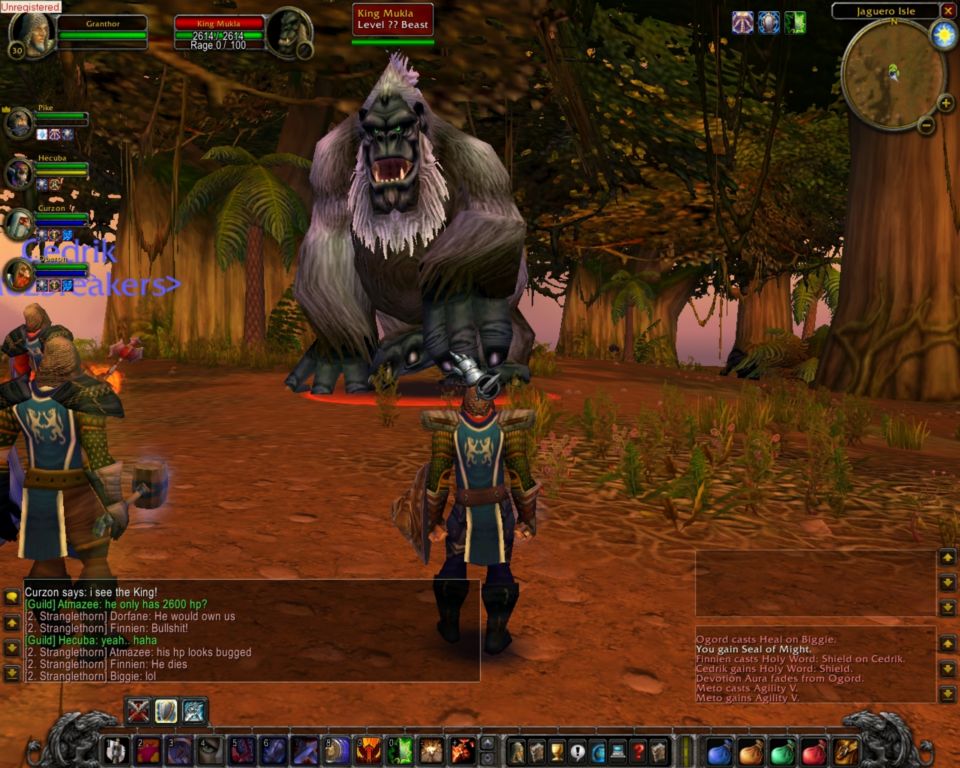 Unregistered
Granthor
30
King Mukla
2614 / 2614
Rage 0 / 100
King Mukla
Level ?? Beast
Jaguero Isle
N
Pike
Hecuba
Curzon
Cedrik
Curzon says: i see the King!
[Guild] Atmazee: he only has 2600 hp?
[2. Stranglethorn] Dorfane: He would own us
[2. Stranglethorn] Finnien: Bullshit!
[Guild] Hecuba: yeah.. haha
[2. Stranglethorn] Atmazee: his hp looks bugged
[2. Stranglethorn] Finnien: He dies
[2. Stranglethorn] Biggie: lol
Ogord casts Heal on Biggie.
You gain Seal of Might.
Finnien casts Holy Word: Shield on Cedrik.
Cedrik gains Holy Word: Shield.
Devotion Aura fades from Ogord.
Meto casts Agility V.
Meto gains Agility V.